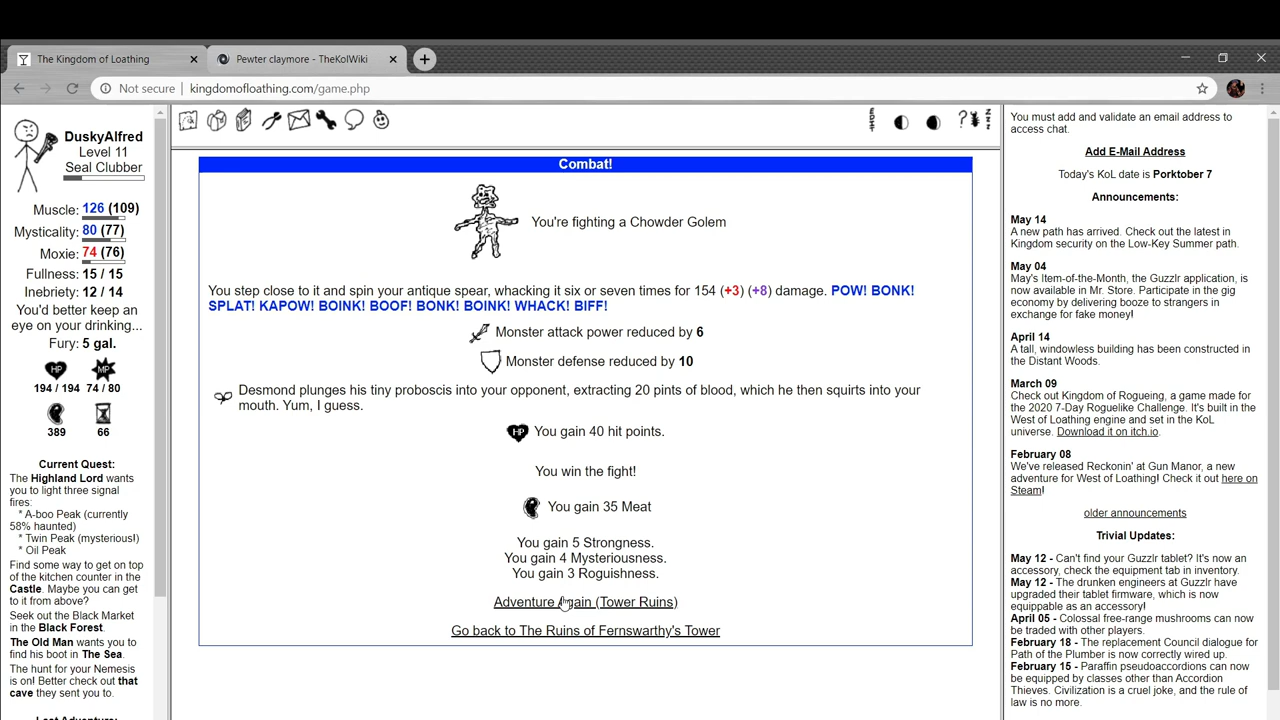 The Kingdom of Loathing
Pewter claymore - TheKolWiki
Not secure
kingdomofloathing.com/game.php
DuskyAlfred
Level 11
Seal Clubber
Muscle: 126 (109)
Mysticality: 80 (77)
Moxie: 74 (76)
Fullness: 15 / 15
Inebriety: 12 / 14
You'd better keep an
eye on your drinking...
Fury: 5 gal.
HP MP
194 / 194 74 / 80
389 66
Current Quest:
The Highland Lord wants
you to light three signal
fires:
* A-boo Peak (currently
58% haunted)
* Twin Peak (mysterious!)
* Oil Peak
Find some way to get on top
of the kitchen counter in the
Castle. Maybe you can get
to it from above?
Seek out the Black Market
in the Black Forest.
The Old Man wants you to
find his boot in The Sea.
The hunt for your Nemesis
is on! Better check out that
cave they sent you to.
Last Adventure:
EDIT
?
ZZZ
Combat!
You're fighting a Chowder Golem
You step close to it and spin your antique spear, whacking it six or seven times for 154 (+3) (+8) damage. POW! BONK!
SPLAT! KAPOW! BOINK! BOOF! BONK! BOINK! WHACK! BIFF!
Monster attack power reduced by 6
Monster defense reduced by 10
Desmond plunges his tiny proboscis into your opponent, extracting 20 pints of blood, which he then squirts into your
mouth. Yum, I guess.
HP You gain 40 hit points.
You win the fight!
You gain 35 Meat
You gain 5 Strongness.
You gain 4 Mysteriousness.
You gain 3 Roguishness.
Adventure Again (Tower Ruins)
Go back to The Ruins of Fernswarthy's Tower
You must add and validate an email address to
access chat.
Add E-Mail Address
Today's KoL date is Porktober 7
Announcements:
May 14
A new path has arrived. Check out the latest in
Kingdom security on the Low-Key Summer path.
May 04
May's Item-of-the-Month, the Guzzlr application, is
now available in Mr. Store. Participate in the gig
economy by delivering booze to strangers in
exchange for fake money!
April 14
A tall, windowless building has been constructed in
the Distant Woods.
March 09
Check out Kingdom of Rogueing, a game made for
the 2020 7-Day Roguelike Challenge. It's built in the
West of Loathing engine and set in the KoL
universe. Download it on itch.io.
February 08
We've released Reckonin' at Gun Manor, a new
adventure for West of Loathing! Check it out here on
Steam!
older announcements
Trivial Updates:
May 12 - Can't find your Guzzlr tablet? It's now an
accessory, check the equipment tab in inventory.
May 12 - The drunken engineers at Guzzlr have
upgraded their tablet firmware, which is now
equippable as an accessory!
April 05 - Colossal free-range mushrooms can now
be traded with other players.
February 18 - The replacement Council dialogue for
Path of the Plumber is now correctly wired up.
February 15 - Paraffin pseudoaccordions can now
be equipped by classes other than Accordion
Thieves. Civilization is a cruel joke, and the rule of
law is no more.